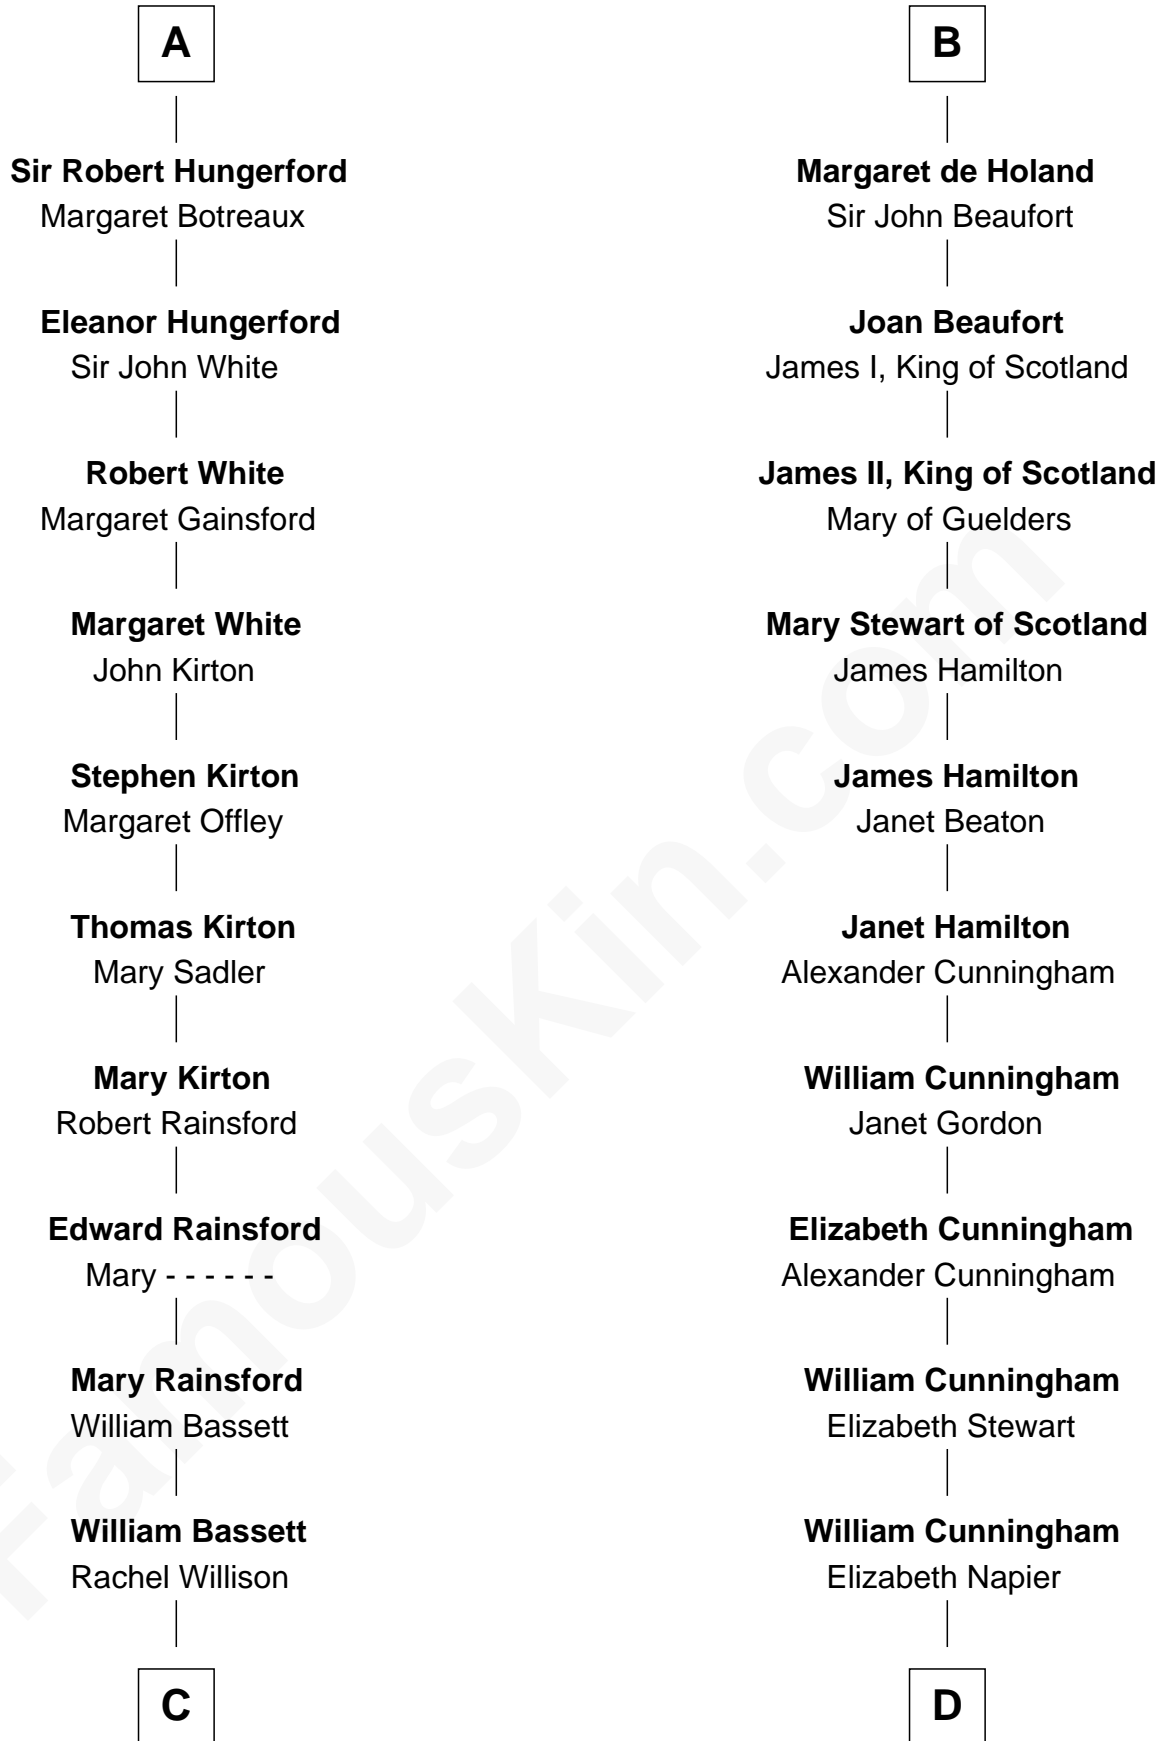 A
Sir Robert Hungerford
Margaret Botreaux
Eleanor Hungerford
Sir John White
Robert White
Margaret Gainsford
Margaret White
John Kirton
Stephen Kirton
Margaret Offley
Thomas Kirton
Mary Sadler
Mary Kirton
Robert Rainsford
Edward Rainsford
Mary - - - - - -
Mary Rainsford
William Bassett
William Bassett
Rachel Willison
C
B
Margaret de Holand
Sir John Beaufort
Joan Beaufort
James I, King of Scotland
James II, King of Scotland
Mary of Guelders
Mary Stewart of Scotland
James Hamilton
James Hamilton
Janet Beaton
Janet Hamilton
Alexander Cunningham
William Cunningham
Janet Gordon
Elizabeth Cunningham
Alexander Cunningham
William Cunningham
Elizabeth Stewart
William Cunningham
Elizabeth Napier
D
FamousKin.com